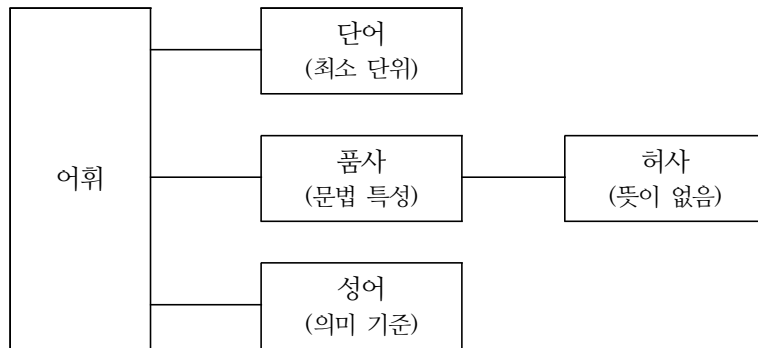 어휘
단어
(최소 단위)
품사
(문법 특성)
허사
(뜻이 없음)
성어
(의미 기준)